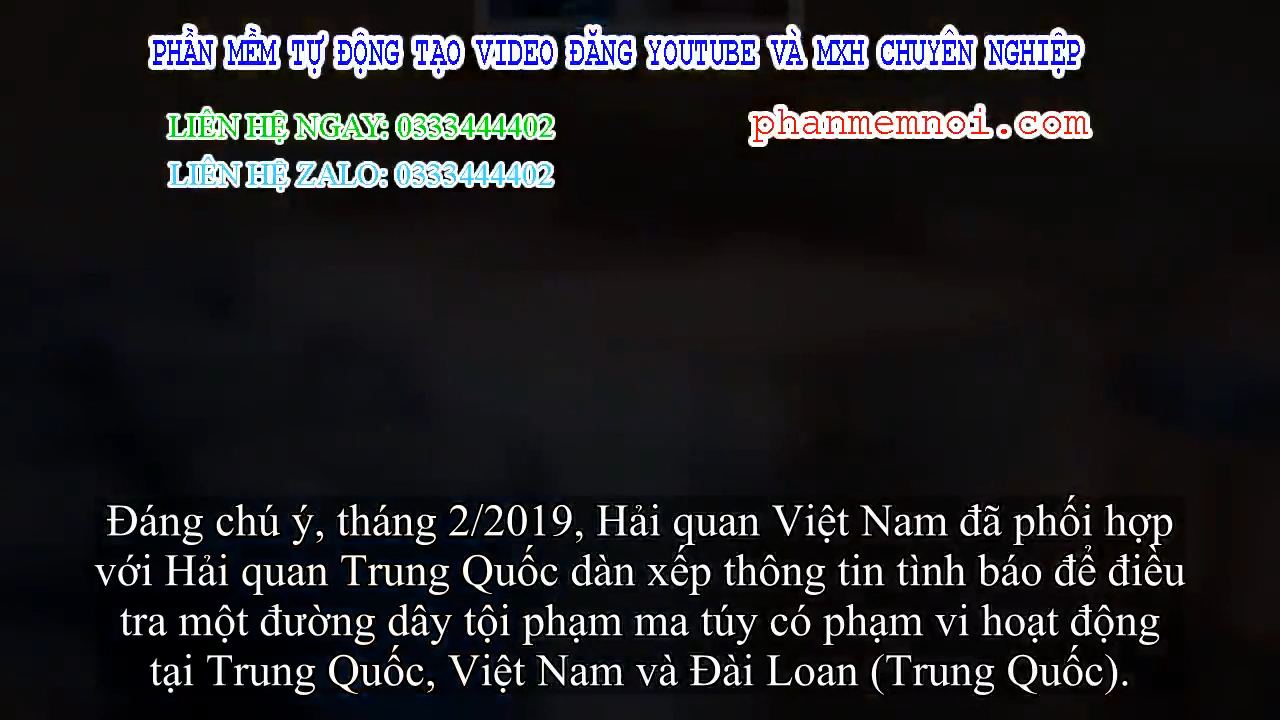 PHẦN MỀM TỰ ĐỘNG TẠO VIDEO ĐĂNG YOUTUBE VÀ MXH CHUYÊN NGHIỆP
LIÊN HỆ NGAY: 0333444402
phanmemnoi.com
LIÊN HỆ ZALO: 0333444402
Đáng chú ý, tháng 2/2019, Hải quan Việt Nam đã phối hợp
với Hải quan Trung Quốc dàn xếp thông tin tình báo để điều
tra một đường dây tội phạm ma túy có phạm vi hoạt động
tại Trung Quốc, Việt Nam và Đài Loan (Trung Quốc).